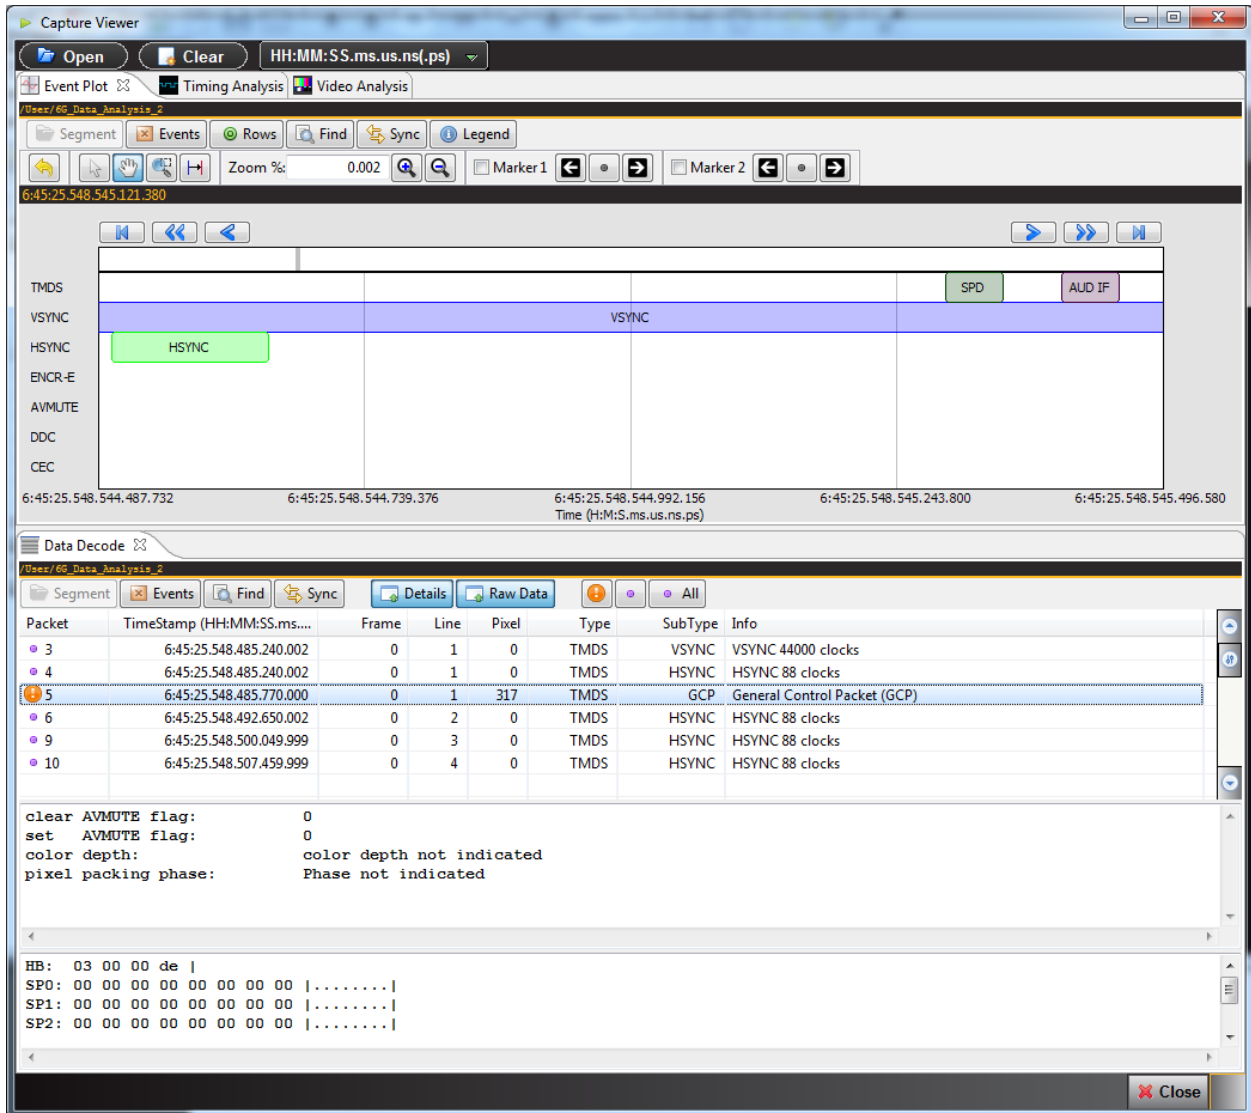 Capture Viewer
Open Clear HH:MM:SS.ms.us.ns(.ps)
Event Plot Timing Analysis Video Analysis
/User/6G_Data_Analysis_2
Segment Events Rows Find Sync Legend
Zoom %: 0.002 Marker 1 Marker 2
6:45:25.548.545.121.380
TMDS SPD AUD IF
VSYNC VSYNC
HSYNC HSYNC
ENCR-E
AVMUTE
DDC
CEC
6:45:25.548.544.487.732 6:45:25.548.544.739.376 6:45:25.548.544.992.156 6:45:25.548.545.243.800 6:45:25.548.545.496.580
Time (H:M:S.ms.us.ns.ps)
Data Decode
/User/6G_Data_Analysis_2
Segment Events Find Sync Details Raw Data All
Packet TimeStamp (HH:MM:SS.ms.... Frame Line Pixel Type SubType Info
3 6:45:25.548.485.240.002 0 1 0 TMDS VSYNC VSYNC 44000 clocks
4 6:45:25.548.485.240.002 0 1 0 TMDS HSYNC HSYNC 88 clocks
5 6:45:25.548.485.770.000 0 1 317 TMDS GCP General Control Packet (GCP)
6 6:45:25.548.492.650.002 0 2 0 TMDS HSYNC HSYNC 88 clocks
9 6:45:25.548.500.049.999 0 3 0 TMDS HSYNC HSYNC 88 clocks
10 6:45:25.548.507.459.999 0 4 0 TMDS HSYNC HSYNC 88 clocks
clear AVMUTE flag: 0
set AVMUTE flag: 0
color depth: color depth not indicated
pixel packing phase: Phase not indicated
HB: 03 00 00 de |
SP0: 00 00 00 00 00 00 00 00 |........|
SP1: 00 00 00 00 00 00 00 00 |........|
SP2: 00 00 00 00 00 00 00 00 |........|
Close